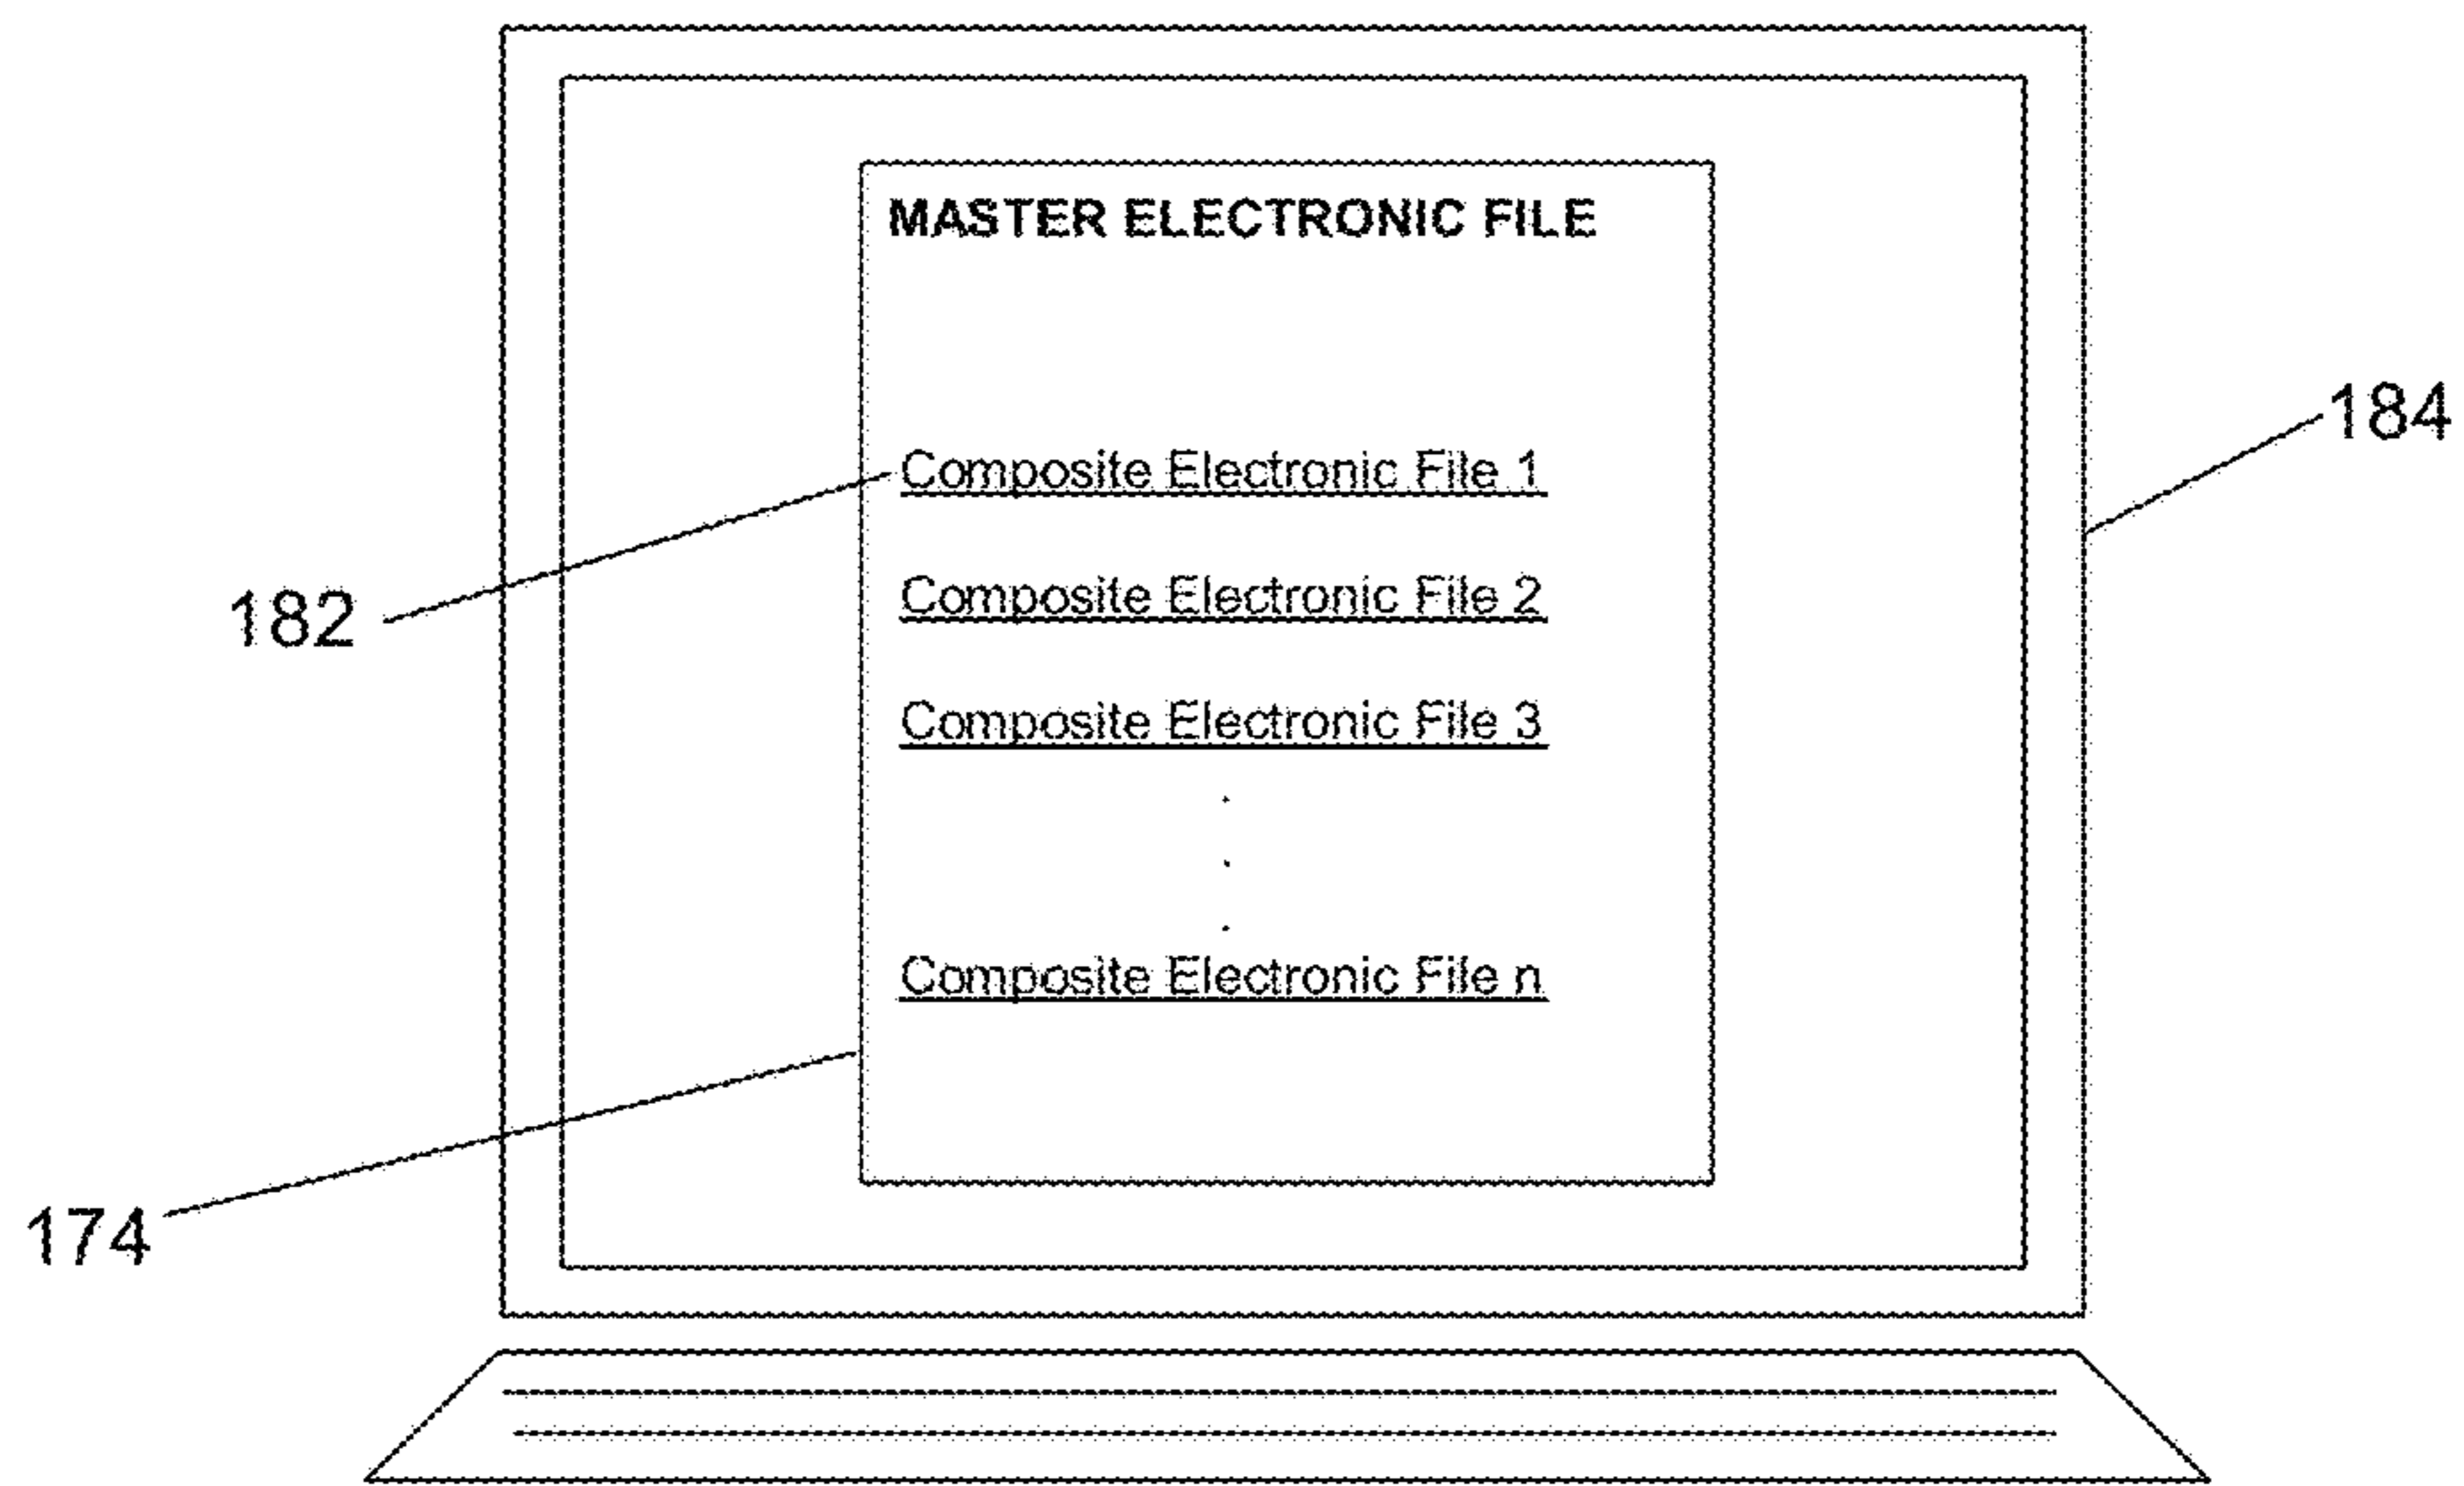 MASTER ELECTRONIC FILE
184
Composite Electronic File 1
182
Composite Electronic File 2
Composite Electronic File 3
.
.
.
Composite Electronic File n
174